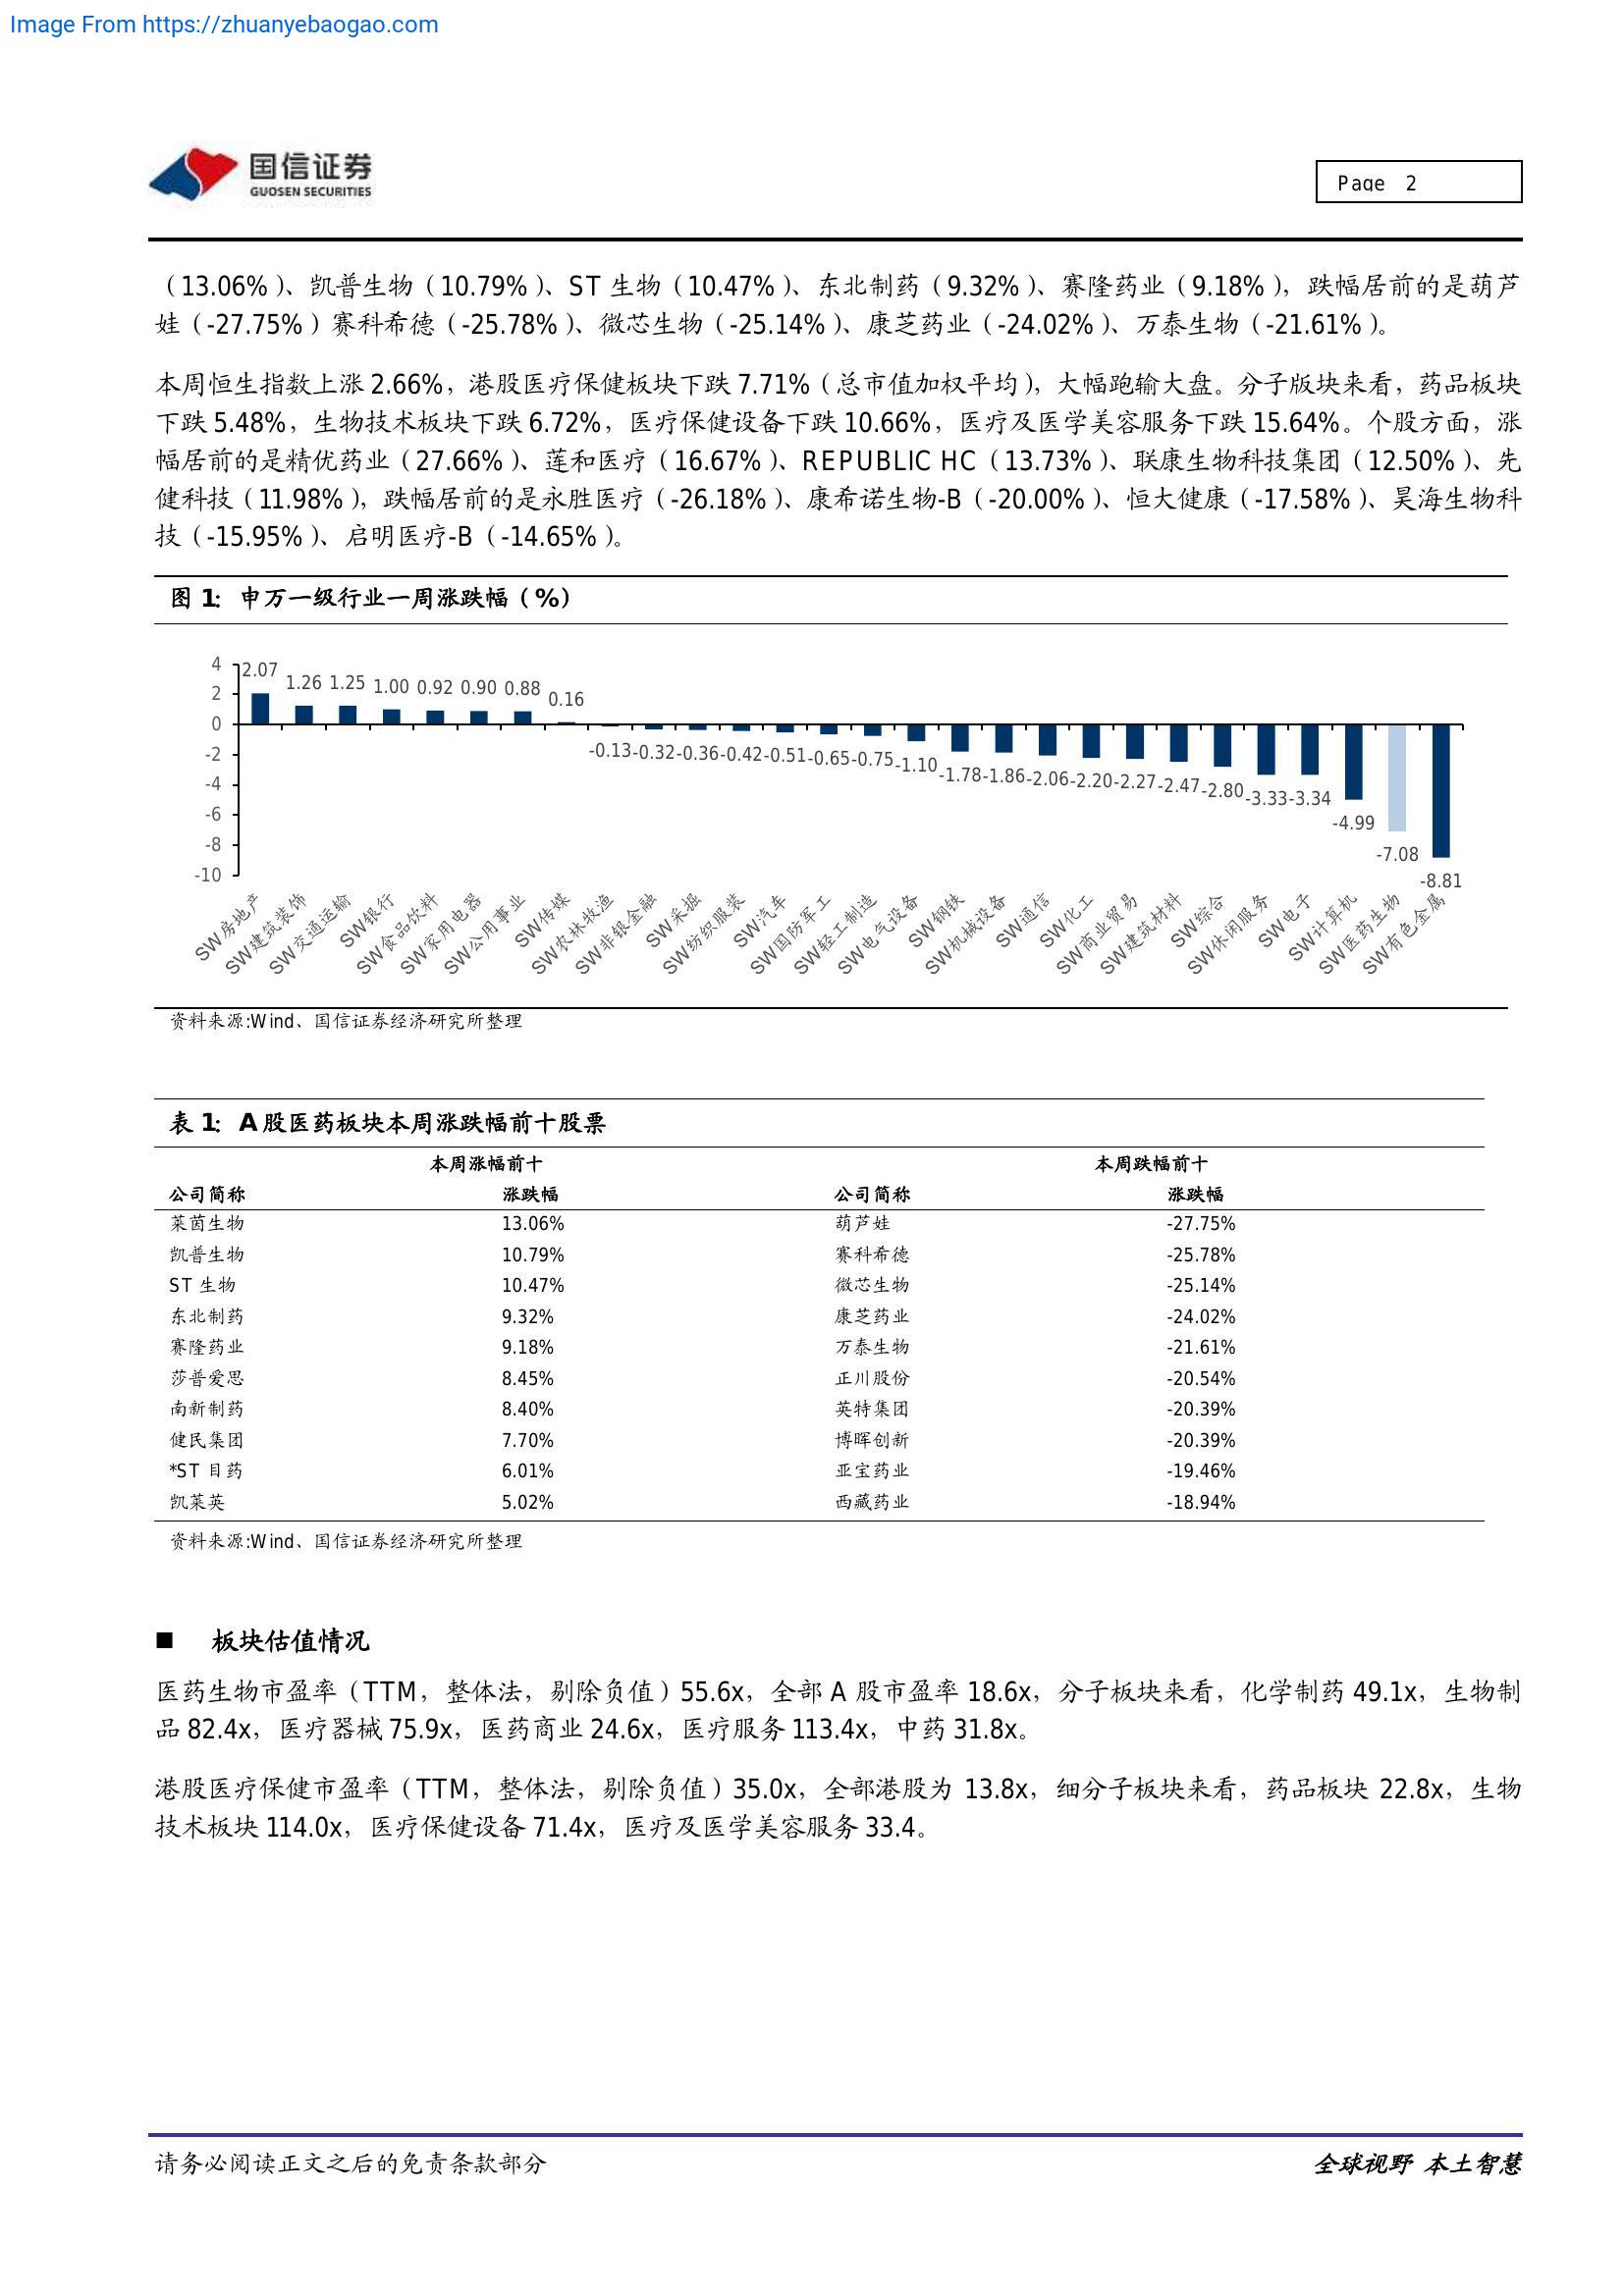 Image From https://zhuanyebaogao.com
国信证券
GUOSEN SECURITIES
Page 2
（13.06%）、凯普生物（10.79%）、ST 生物（10.47%）、东北制药（9.32%）、赛隆药业（9.18%），跌幅居前的是葫芦
娃（-27.75%）赛科希德（-25.78%）、微芯生物（-25.14%）、康芝药业（-24.02%）、万泰生物（-21.61%）。
本周恒生指数上涨 2.66%，港股医疗保健板块下跌 7.71%（总市值加权平均），大幅跑输大盘。分子版块来看，药品板块
下跌 5.48%，生物技术板块下跌 6.72%，医疗保健设备下跌 10.66%，医疗及医学美容服务下跌 15.64%。个股方面，涨
幅居前的是精优药业（27.66%）、莲和医疗（16.67%）、REPUBLIC HC（13.73%）、联康生物科技集团（12.50%）、先
健科技（11.98%），跌幅居前的是永胜医疗（-26.18%）、康希诺生物-B（-20.00%）、恒大健康（-17.58%）、昊海生物科
技（-15.95%）、启明医疗-B（-14.65%）。
图 1：申万一级行业一周涨跌幅（%）
4
2
0
-2
-4
-6
-8
-10
2.07 1.26 1.25 1.00 0.92 0.90 0.88 0.16 -0.13 -0.32 -0.36 -0.42 -0.51 -0.65 -0.75 -1.10 -1.78 -1.86 -2.06 -2.20 -2.27 -2.47 -2.80 -3.33 -3.34 -4.99 -7.08 -8.81
SW房地产 SW建筑装饰 SW交通运输 SW银行 SW食品饮料 SW家用电器 SW公用事业 SW传媒 SW农林牧渔 SW非银金融 SW采掘 SW纺织服装 SW汽车 SW国防军工 SW轻工制造 SW电气设备 SW钢铁 SW机械设备 SW通信 SW化工 SW商业贸易 SW建筑材料 SW综合 SW休闲服务 SW电子 SW计算机 SW医药生物 SW有色金属
资料来源:Wind、国信证券经济研究所整理
表 1：A 股医药板块本周涨跌幅前十股票
本周涨幅前十 本周跌幅前十
公司简称 涨跌幅 公司简称 涨跌幅
莱茵生物 13.06% 葫芦娃 -27.75%
凯普生物 10.79% 赛科希德 -25.78%
ST 生物 10.47% 微芯生物 -25.14%
东北制药 9.32% 康芝药业 -24.02%
赛隆药业 9.18% 万泰生物 -21.61%
莎普爱思 8.45% 正川股份 -20.54%
南新制药 8.40% 英特集团 -20.39%
健民集团 7.70% 博晖创新 -20.39%
*ST 目药 6.01% 亚宝药业 -19.46%
凯莱英 5.02% 西藏药业 -18.94%
资料来源:Wind、国信证券经济研究所整理
■ 板块估值情况
医药生物市盈率（TTM，整体法，剔除负值）55.6x，全部 A 股市盈率 18.6x，分子板块来看，化学制药 49.1x，生物制
品 82.4x，医疗器械 75.9x，医药商业 24.6x，医疗服务 113.4x，中药 31.8x。
港股医疗保健市盈率（TTM，整体法，剔除负值）35.0x，全部港股为 13.8x，细分子板块来看，药品板块 22.8x，生物
技术板块 114.0x，医疗保健设备 71.4x，医疗及医学美容服务 33.4。
请务必阅读正文之后的免责条款部分
全球视野 本土智慧